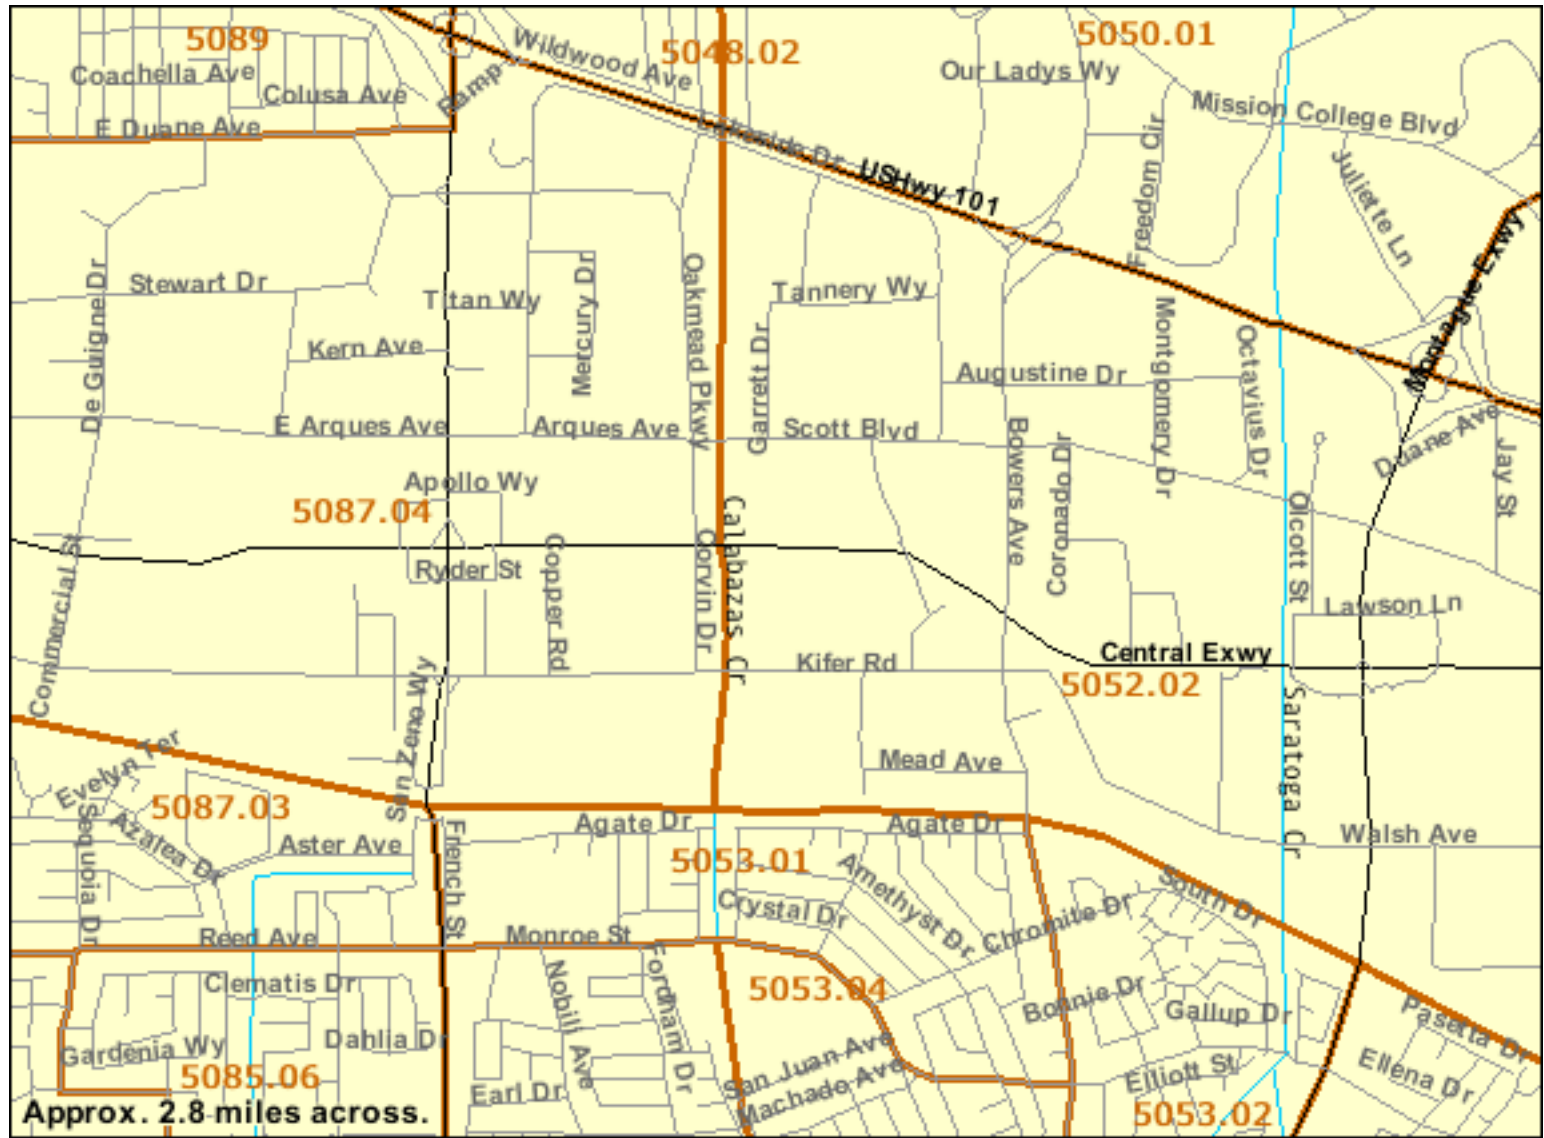 5089
5048.02
5050.01
Wildwood Ave
Coachella Ave
Colusa Ave
Ramp
Our Ladys Wy
Mission College Blvd
E Duane Ave
Lakeside Dr
USHwy 101
Freedom Cir
Juliette Ln
Montague Exwy
De Guigne Dr
Stewart Dr
Titan Wy
Mercury Dr
Oakmead Pkwy
Tannery Wy
Garrett Dr
Kern Ave
Augustine Dr
Montgomery Dr
Octavius Dr
E Arques Ave
Arques Ave
Scott Blvd
Bowers Ave
Coronado Dr
Duane Ave
Jay St
Apollo Wy
5087.04
Calabazas Cr
Olcott St
Commercial St
Ryder St
Copper Rd
Corvin Dr
Lawson Ln
Kifer Rd
Central Exwy
5052.02
San Zeno Wy
Saratoga Cr
Evelyn Ter
Mead Ave
5087.03
Sequoia Dr
Azalea Dr
Aster Ave
French St
Agate Dr
Agate Dr
Walsh Ave
5053.01
Amethyst Dr
South Dr
Crystal Dr
Chromite Dr
Reed Ave
Monroe St
Clematis Dr
Nobili Ave
Fordham Dr
5053.04
Bonnie Dr
Gallup Dr
Pasetta Dr
Gardenia Wy
Dahlia Dr
5085.06
San Juan Ave
Machado Ave
Elliott St
Ellena Dr
Earl Dr
5053.02
Approx. 2.8 miles across.